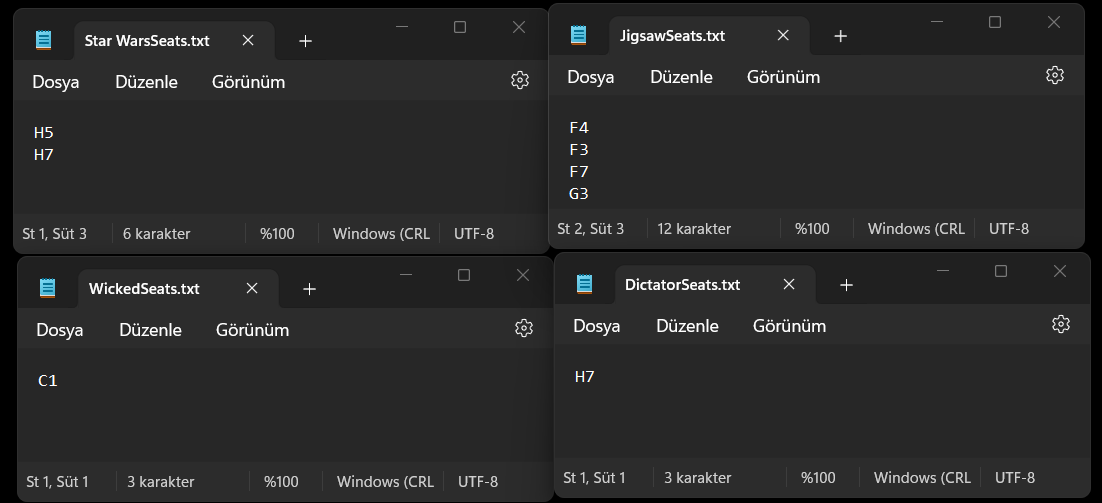 Star WarsSeats.txt
Dosya Düzenle Görünüm
H5
H7
St 1, Süt 3 6 karakter %100 Windows (CRL UTF-8
JigsawSeats.txt
Dosya Düzenle Görünüm
F4
F3
F7
G3
St 2, Süt 3 12 karakter %100 Windows (CRL UTF-8
WickedSeats.txt
Dosya Düzenle Görünüm
C1
St 1, Süt 1 3 karakter %100 Windows (CRL UTF-8
DictatorSeats.txt
Dosya Düzenle Görünüm
H7
St 1, Süt 1 3 karakter %100 Windows (CRL UTF-8